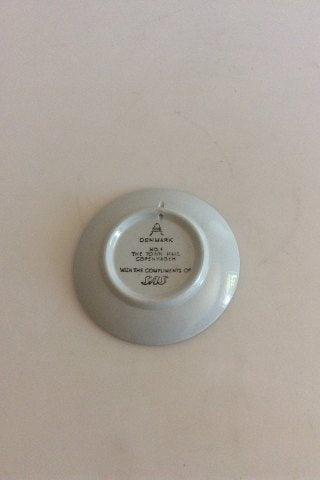 DENMARK
NO. 4
THE TOWN HALL
COPENHAGEN
WITH THE COMPLIMENTS OF
SAS